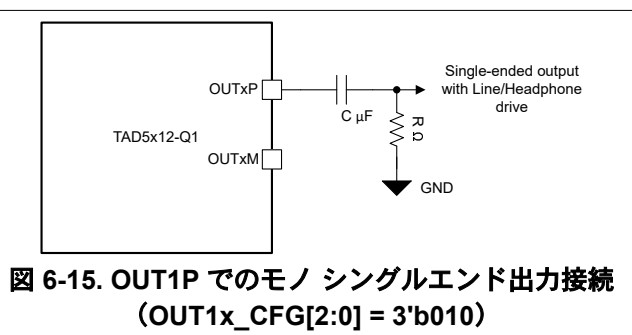 OUTxP
C µF
Single-ended output
with Line/Headphone
drive
R Ω
TAD5x12-Q1
OUTxM
GND
図 6-15. OUT1P でのモノ シングルエンド出力接続
（OUT1x_CFG[2:0] = 3'b010）